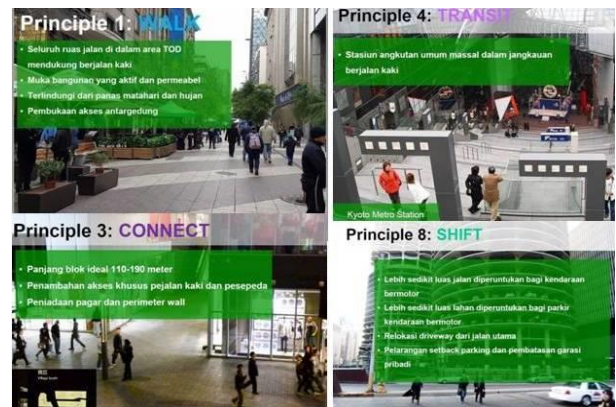 Principle 1: WALK
• Seluruh ruas jalan di dalam area TOD
mendukung berjalan kaki
• Muka bangunan yang aktif dan permeabel
• Terlindungi dari panas matahari dan hujan
• Pembukaan akses antargedung
Principle 4: TRANSIT
• Stasiun angkutan umum massal dalam jangkauan
berjalan kaki
Kyoto Metro Station
Principle 3: CONNECT
• Panjang blok ideal 110-190 meter
• Penambahan akses khusus pejalan kaki dan pesepeda
• Peniadaan pagar dan perimeter wall
Principle 8: SHIFT
• Lebih sedikit luas jalan diperuntukan bagi kendaraan
bermotor
• Lebih sedikit luas lahan diperuntukan bagi parkir
kendaraan bermotor
• Relokasi driveway dari jalan utama
• Pelarangan setback parking dan pembatasan garasi
pribadi